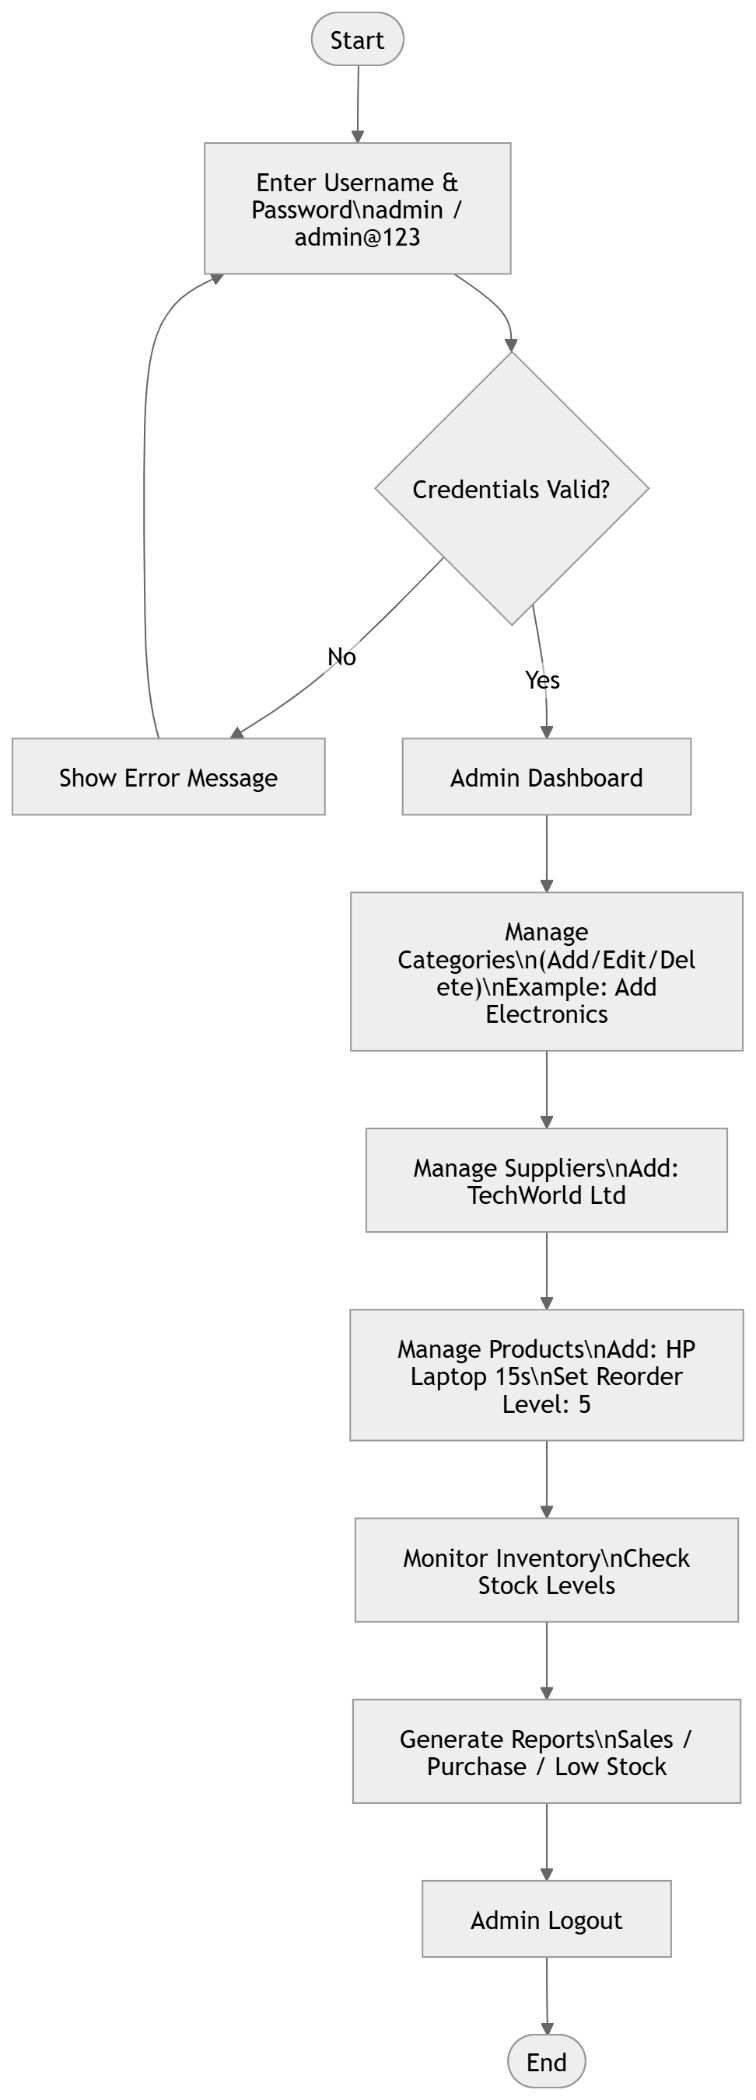 Start
Enter Username &
Password\nadmin /
admin@123
Credentials Valid?
No
Yes
Show Error Message
Admin Dashboard
Manage
Categories\n(Add/Edit/Del
ete)\nExample: Add
Electronics
Manage Suppliers\nAdd:
TechWorld Ltd
Manage Products\nAdd: HP
Laptop 15s\nSet Reorder
Level: 5
Monitor Inventory\nCheck
Stock Levels
Generate Reports\nSales /
Purchase / Low Stock
Admin Logout
End